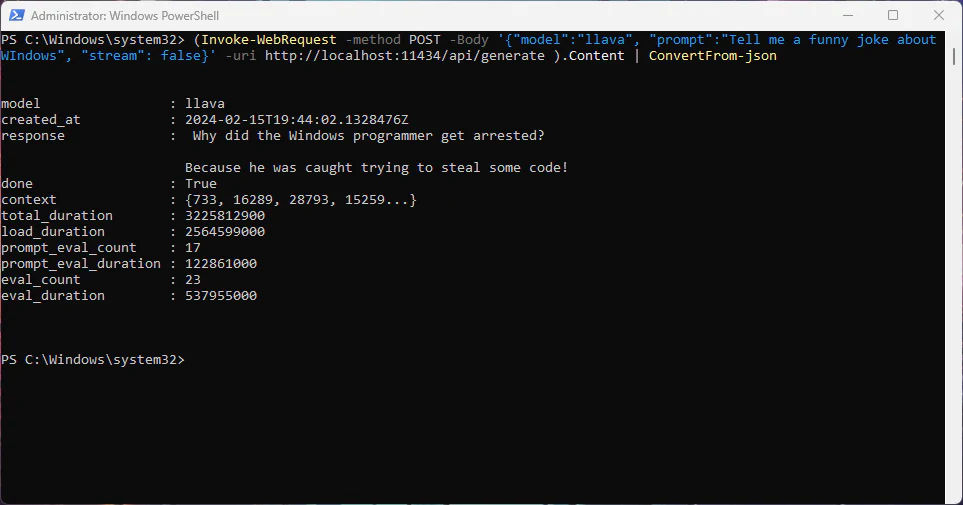 Administrator: Windows PowerShell
PS C:\Windows\system32> (Invoke-WebRequest -method POST -Body '{"model":"llava", "prompt":"Tell me a funny joke about
WIndows", "stream": false}' -uri http://localhost:11434/api/generate ).Content | ConvertFrom-json
model : llava
created_at : 2024-02-15T19:44:02.1328476Z
response : Why did the Windows programmer get arrested?
Because he was caught trying to steal some code!
done : True
context : {733, 16289, 28793, 15259...}
total_duration : 3225812900
load_duration : 2564599000
prompt_eval_count : 17
prompt_eval_duration : 122861000
eval_count : 23
eval_duration : 537955000
PS C:\Windows\system32>